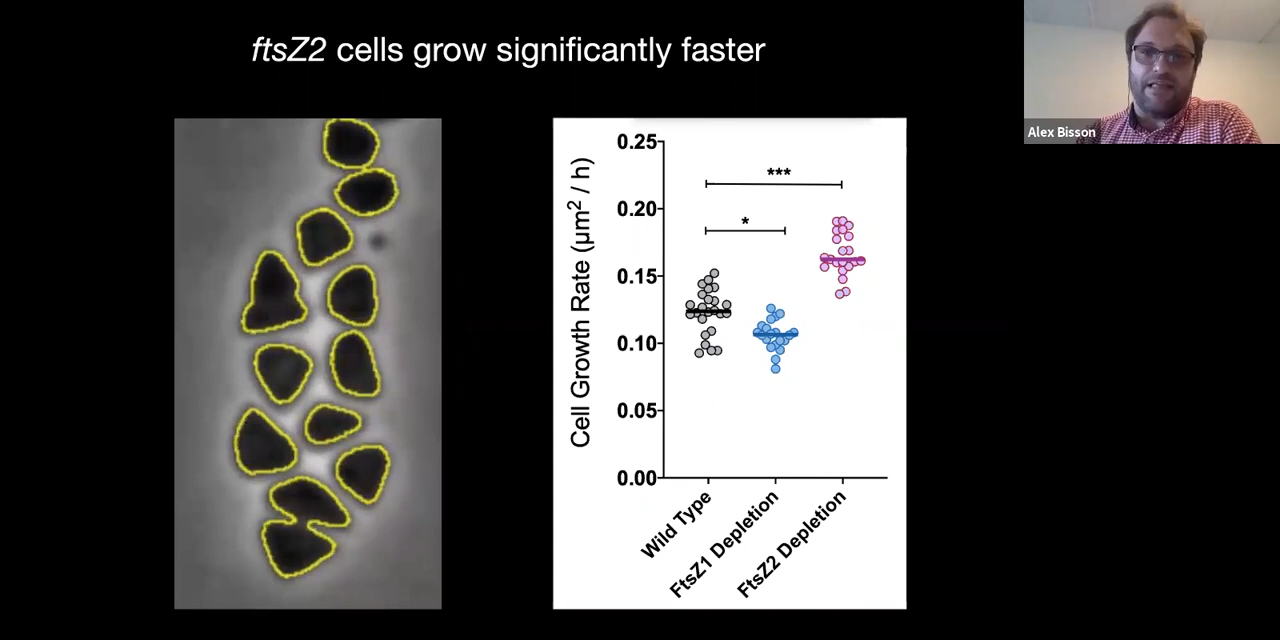 ftsZ2 cells grow significantly faster
Alex Bisson
Cell Growth Rate (μm² / h)
0.25
0.20
0.15
0.10
0.05
0.00
***
*
Wild Type
FtsZ1 Depletion
FtsZ2 Depletion